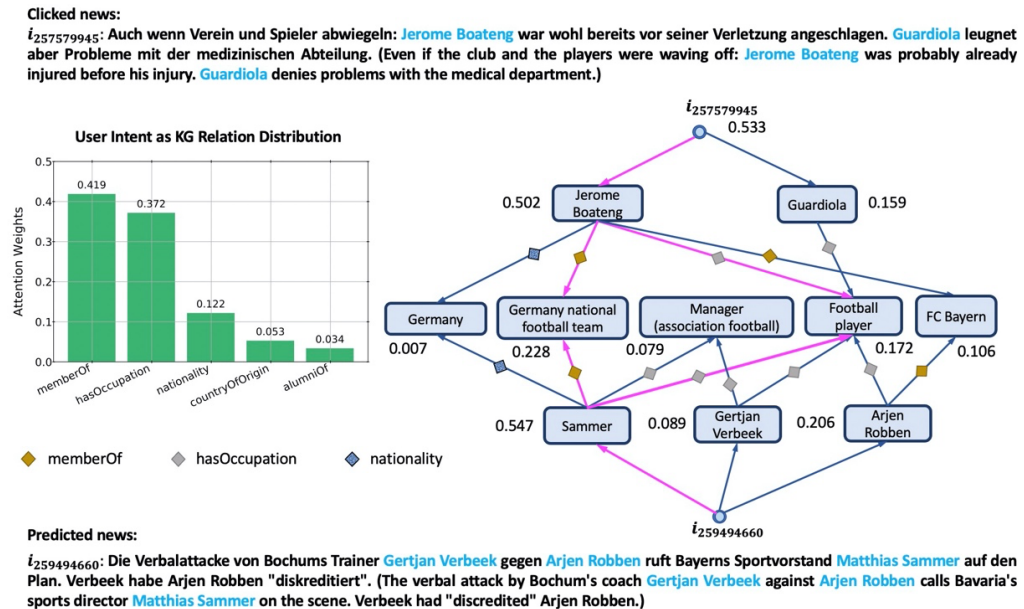 Clicked news:
i257579945: Auch wenn Verein und Spieler abwiegeln: Jerome Boateng war wohl bereits vor seiner Verletzung angeschlagen. Guardiola leugnet
aber Probleme mit der medizinischen Abteilung. (Even if the club and the players were waving off: Jerome Boateng was probably already
injured before his injury. Guardiola denies problems with the medical department.)
User Intent as KG Relation Distribution
Attention Weights
0.5
0.4
0.3
0.2
0.1
0.0
0.419
0.372
0.122
0.053
0.034
memberOf
hasOccupation
nationality
countryOfOrigin
alumniOf
memberOf
hasOccupation
nationality
i257579945
0.533
0.502
Jerome
Boateng
Guardiola
0.159
Germany
Germany national
football team
Manager
(association football)
Football
player
FC Bayern
0.007
0.228
0.079
0.172
0.106
0.547
Sammer
0.089
Gertjan
Verbeek
0.206
Arjen
Robben
i259494660
Predicted news:
i259494660: Die Verbalattacke von Bochums Trainer Gertjan Verbeek gegen Arjen Robben ruft Bayerns Sportvorstand Matthias Sammer auf den
Plan. Verbeek habe Arjen Robben "diskreditiert". (The verbal attack by Bochum's coach Gertjan Verbeek against Arjen Robben calls Bavaria's
sports director Matthias Sammer on the scene. Verbeek had "discredited" Arjen Robben.)